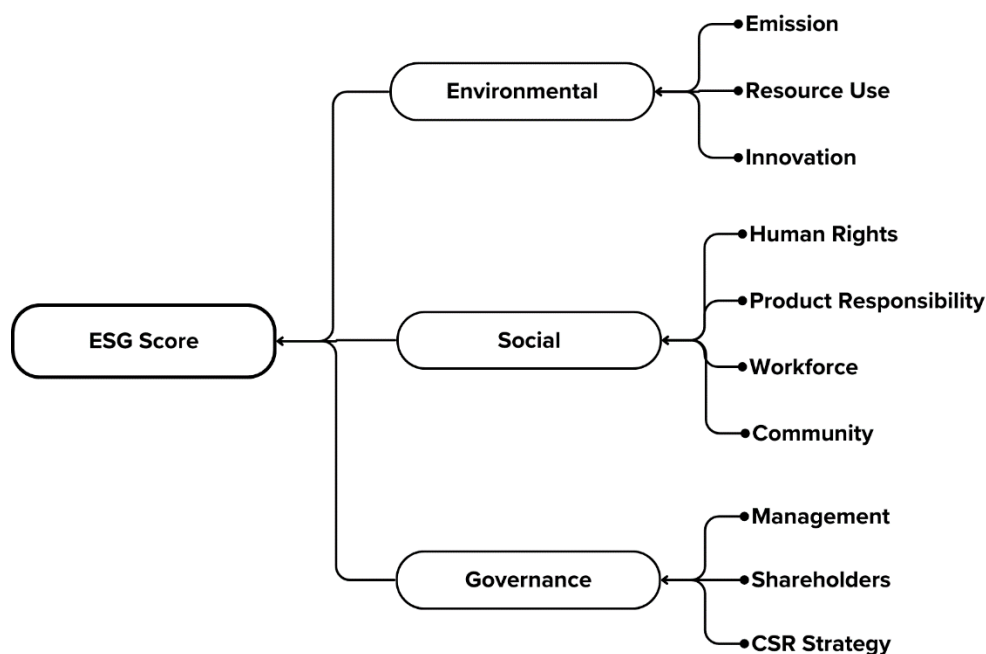 Emission
Environmental
Resource Use
Innovation
Human Rights
Product Responsibility
ESG Score
Social
Workforce
Community
Management
Governance
Shareholders
CSR Strategy